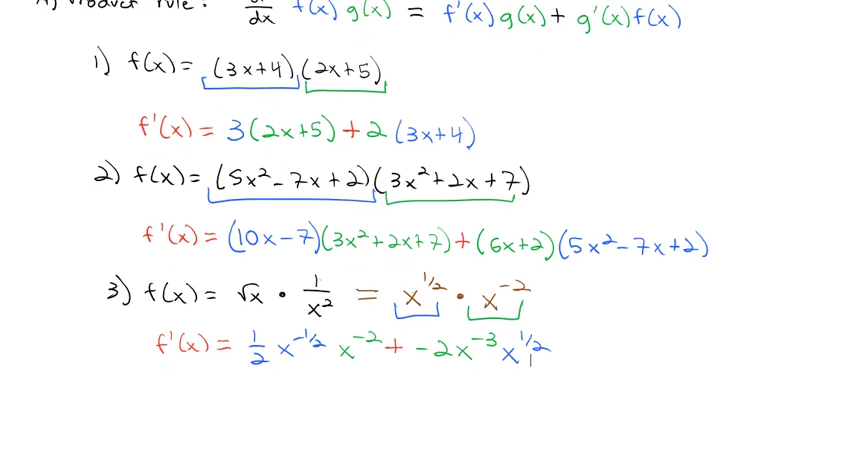 A) Product rule: d/dx f(x) g(x) = f'(x) g(x) + g'(x) f(x)
1) f(x) = (3x+4)(2x+5)
f'(x) = 3(2x+5) + 2(3x+4)
2) f(x) = (5x² - 7x + 2)(3x² + 2x + 7)
f'(x) = (10x - 7)(3x² + 2x + 7) + (6x + 2)(5x² - 7x + 2)
3) f(x) = √x • 1/x² = x^{1/2} • x^{-2}
f'(x) = 1/2 x^{-1/2} x^{-2} + -2x^{-3} x^{1/2}